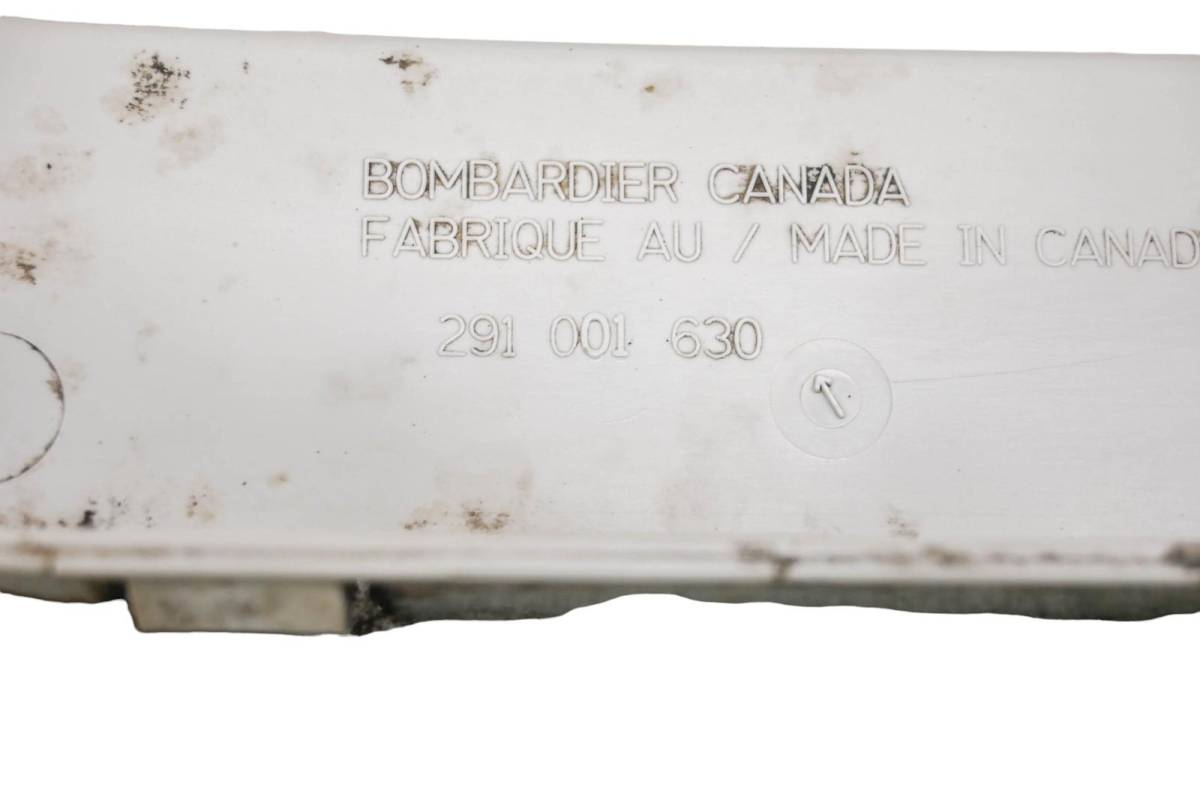 BOMBARDIER CANADA
FABRIQUE AU / MADE IN CANAD
291 001 630